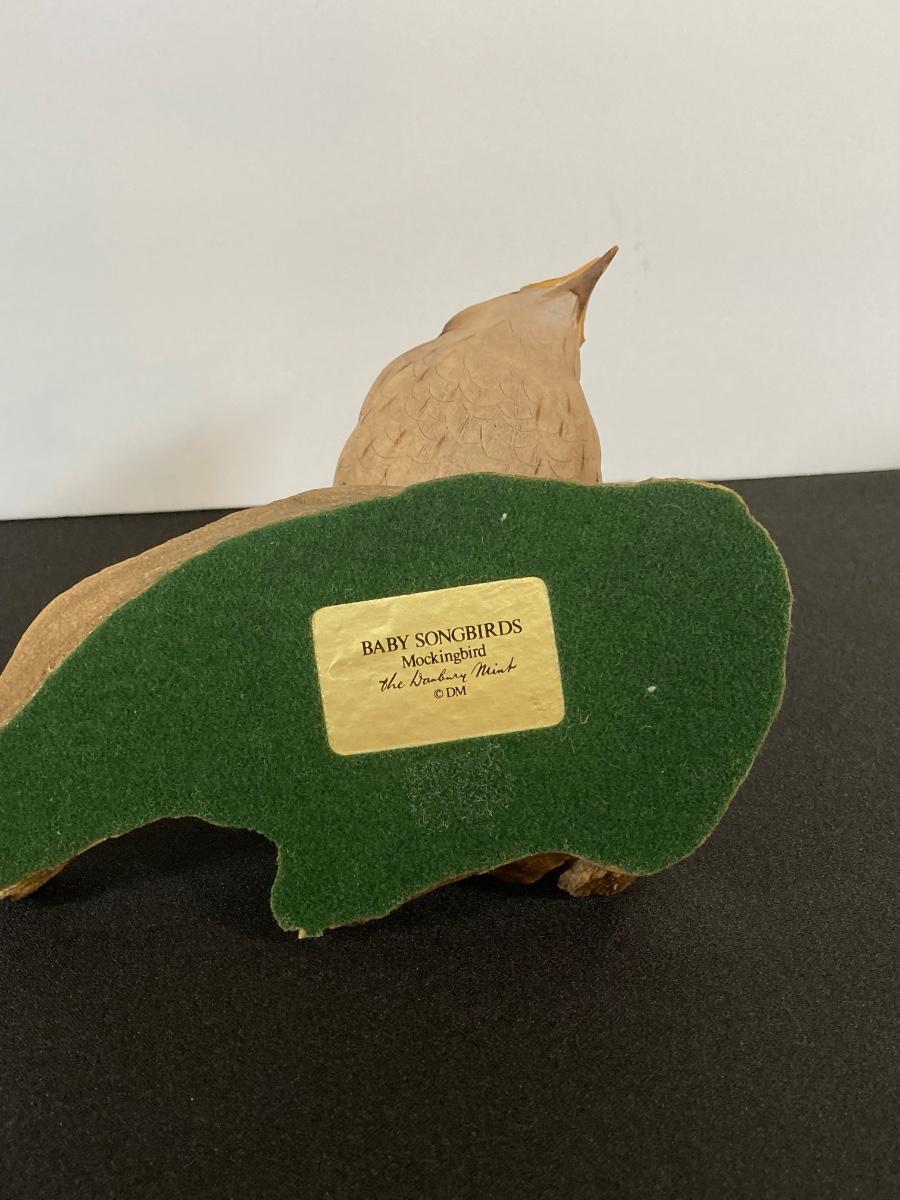 BABY SONGBIRDS
Mockingbird
The Danbury Mint
© DM